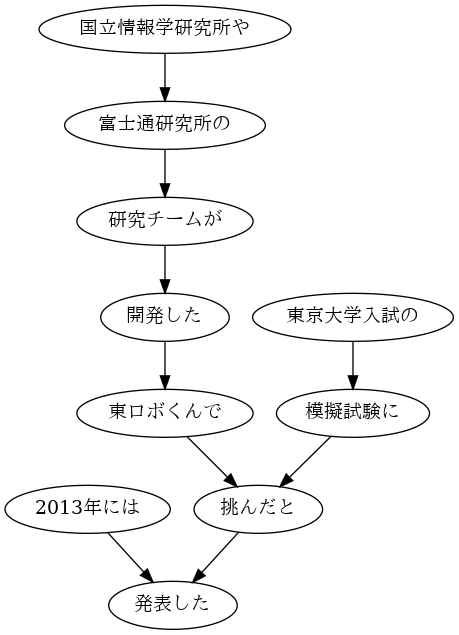 国立情報学研究所や
富士通研究所の
研究チームが
開発した
東京大学入試の
東ロボくんで
模擬試験に
2013年には
挑んだと
発表した